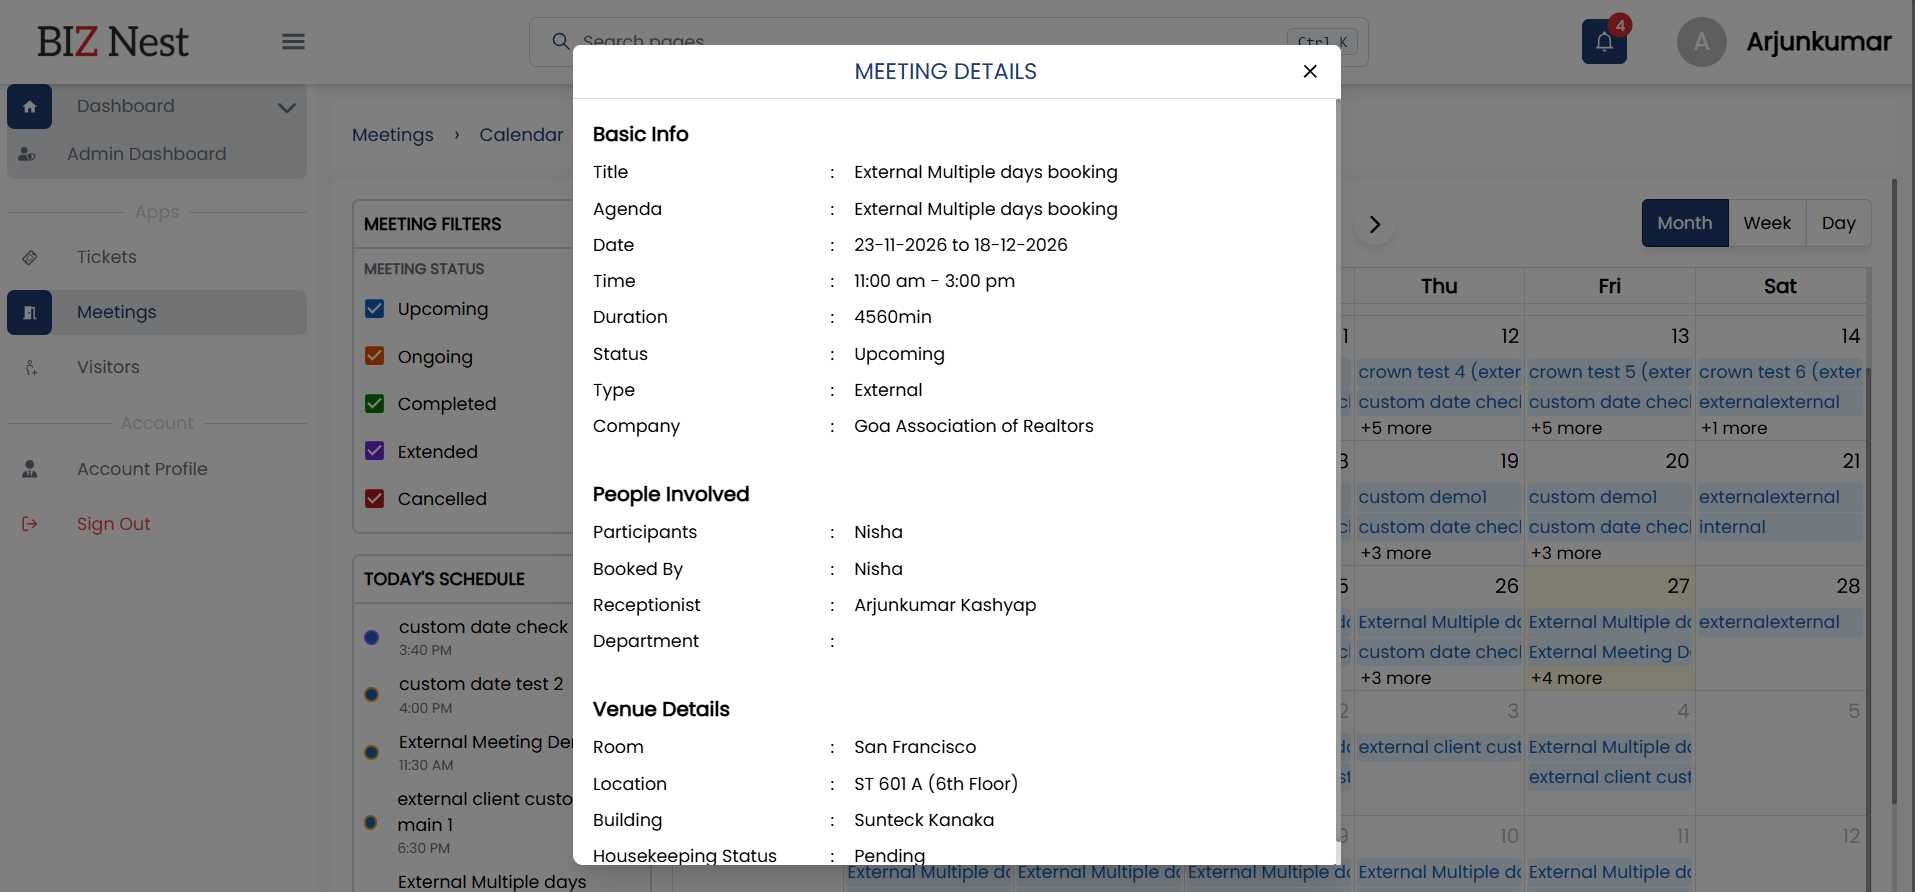 BIZ Nest
Search pages
Ctrl K
4
A
Arjunkumar
Dashboard
Admin Dashboard
Apps
Tickets
Meetings
Visitors
Account
Account Profile
Sign Out
Meetings › Calendar
MEETING FILTERS
MEETING STATUS
Upcoming
Ongoing
Completed
Extended
Cancelled
TODAY'S SCHEDULE
custom date check
3:40 PM
custom date test 2
4:00 PM
External Meeting De
11:30 AM
external client custo
main 1
6:30 PM
External Multiple days
MEETING DETAILS
Basic Info
Title : External Multiple days booking
Agenda : External Multiple days booking
Date : 23-11-2026 to 18-12-2026
Time : 11:00 am - 3:00 pm
Duration : 4560min
Status : Upcoming
Type : External
Company : Goa Association of Realtors
People Involved
Participants : Nisha
Booked By : Nisha
Receptionist : Arjunkumar Kashyap
Department :
Venue Details
Room : San Francisco
Location : ST 601 A (6th Floor)
Building : Sunteck Kanaka
Housekeeping Status : Pending
Month Week Day
Thu Fri Sat
12 13 14
crown test 4 (exter crown test 5 (exter crown test 6 (exter
custom date checl custom date checl externalexternal
+5 more +5 more +1 more
19 20 21
custom demo1 custom demo1 externalexternal
custom date checl custom date checl internal
+3 more +3 more
26 27 28
External Multiple dc External Multiple dc externalexternal
custom date checl External Meeting D
+3 more +4 more
3 4 5
external client cust External Multiple dc
external client cust
10 11 12
External Multiple dc External Multiple dc External Multiple dc External Multiple dc External Multiple dc